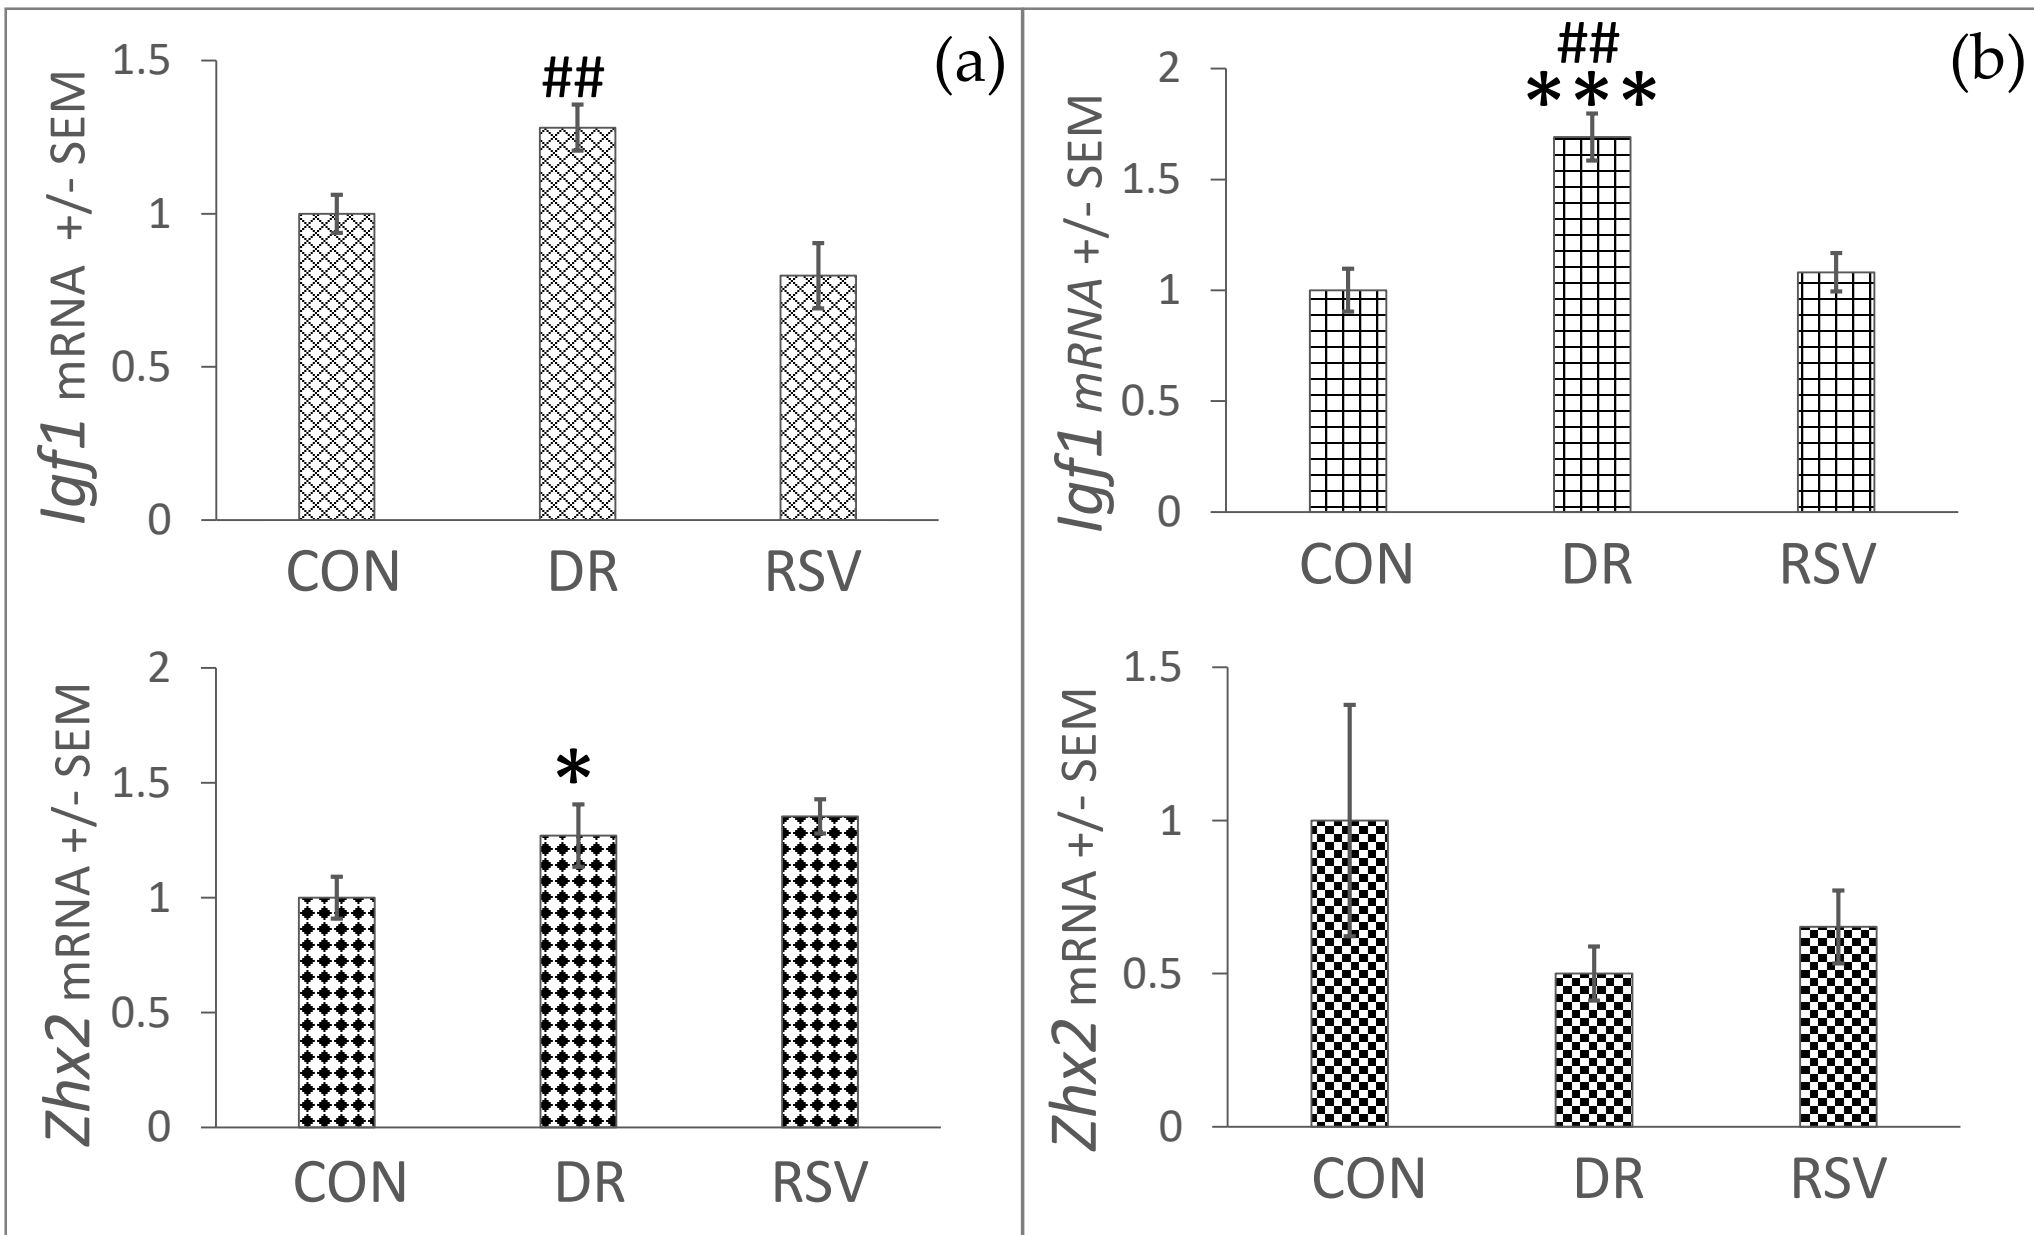 (a)
Igf1 mRNA +/- SEM
1.5
1
0.5
0
##
CON DR RSV
Zhx2 mRNA +/- SEM
2
1.5
1
0.5
0
*
CON DR RSV
(b)
Igf1 mRNA +/- SEM
2
1.5
1
0.5
0
##
***
CON DR RSV
Zhx2 mRNA +/- SEM
1.5
1
0.5
0
CON DR RSV